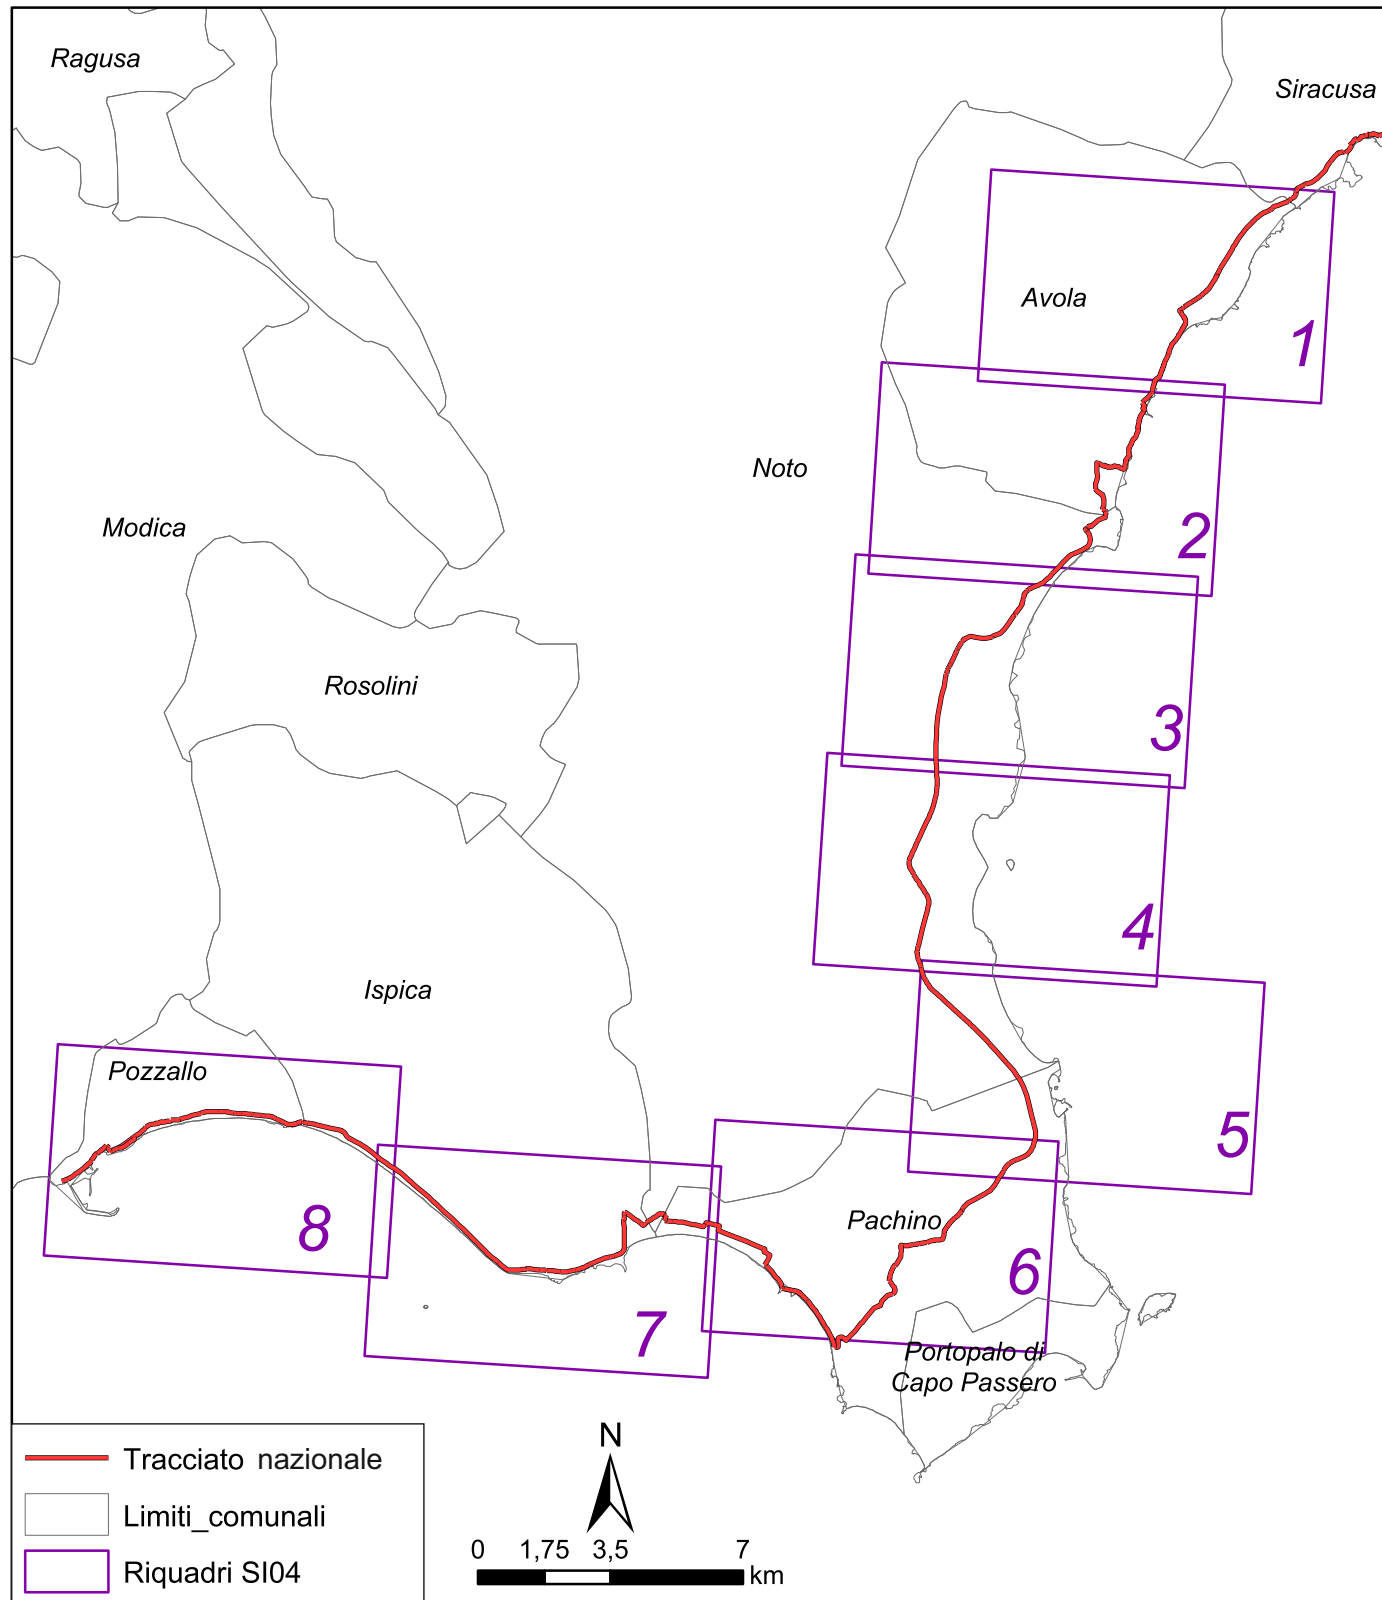 Ragusa
Siracusa
Avola
1
Noto
Modica
2
Rosolini
3
4
Ispica
Pozzallo
5
Pachino
8
6
7
Portopalo di
Capo Passero
N
Tracciato nazionale
Limiti_comunali
Riquadri SI04
0 1,75 3,5 7
km